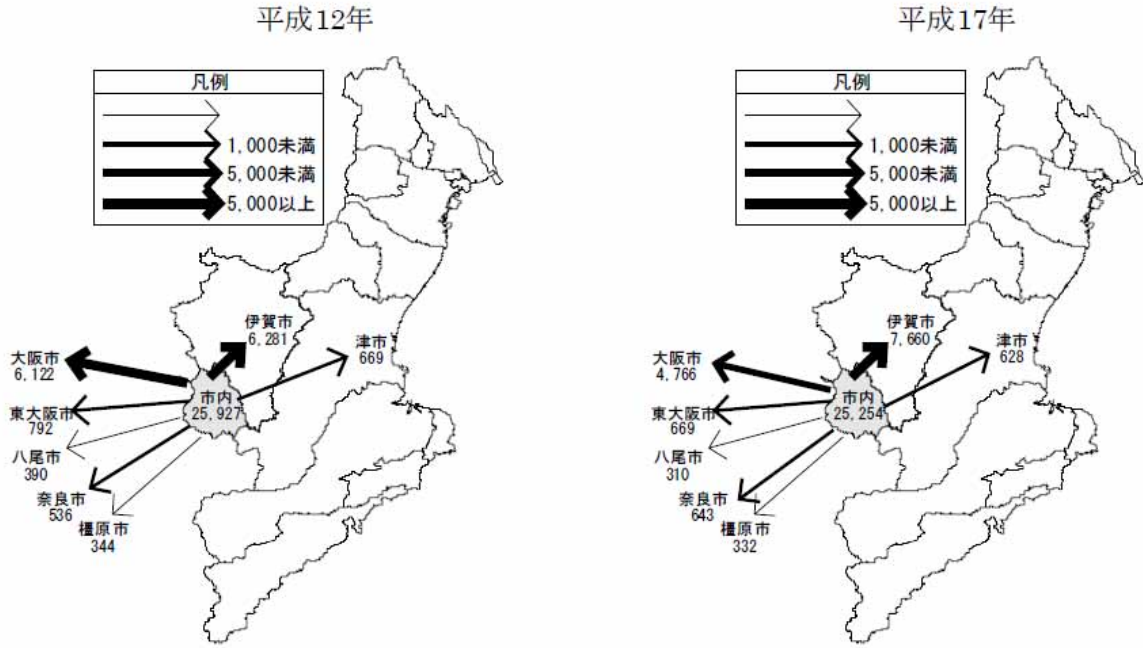 平成12年
凡例
1,000未満
5,000未満
5,000以上
伊賀市
6,281
津市
669
大阪市
6,122
市内
25,927
東大阪市
792
八尾市
390
奈良市
536
橿原市
344
平成17年
凡例
1,000未満
5,000未満
5,000以上
伊賀市
7,660
津市
628
大阪市
4,766
市内
25,254
東大阪市
669
八尾市
310
奈良市
643
橿原市
332